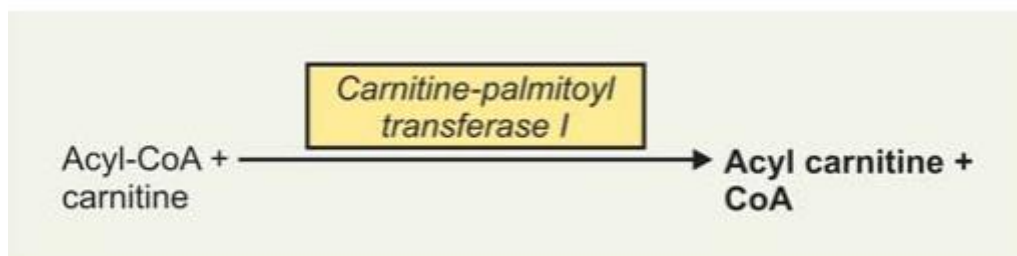 Carnitine-palmitoyl
transferase I
Acyl-CoA +
carnitine
Acyl carnitine +
CoA